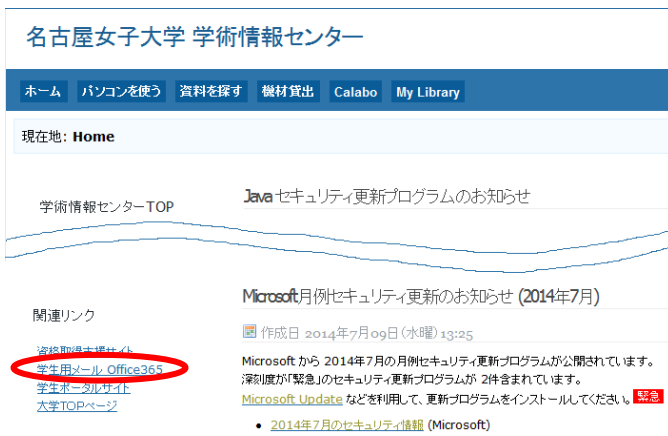 名古屋女子大学 学術情報センター
ホーム パソコンを使う 資料を探す 機材貸出 Calabo My Library
現在地: Home
学術情報センターTOP
Java セキュリティ更新プログラムのお知らせ
Microsoft月例セキュリティ更新のお知らせ (2014年7月)
作成日 2014年7月09日(水曜) 13:25
Microsoft から 2014年7月の月例セキュリティ更新プログラムが公開されています。
深刻度が「緊急」のセキュリティ更新プログラムが 2件含まれています。
Microsoft Update などを利用して、更新プログラムをインストールしてください。 緊急
• 2014年7月のセキュリティ情報 (Microsoft)
関連リンク
資格取得支援サイト
学生用メール Office365
学生ポータルサイト
大学TOPページ